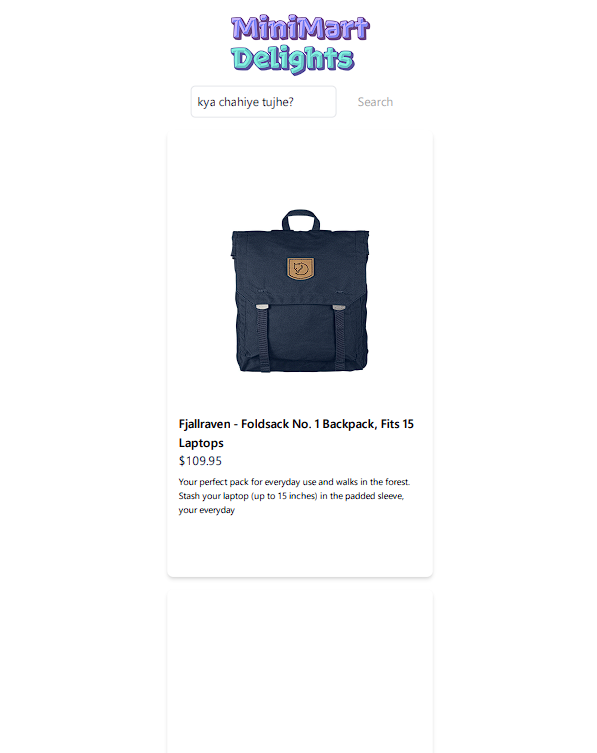 MiniMart
Delights
kya chahiye tujhe?
Search
Fjallraven - Foldsack No. 1 Backpack, Fits 15
Laptops
$109.95
Your perfect pack for everyday use and walks in the forest.
Stash your laptop (up to 15 inches) in the padded sleeve,
your everyday